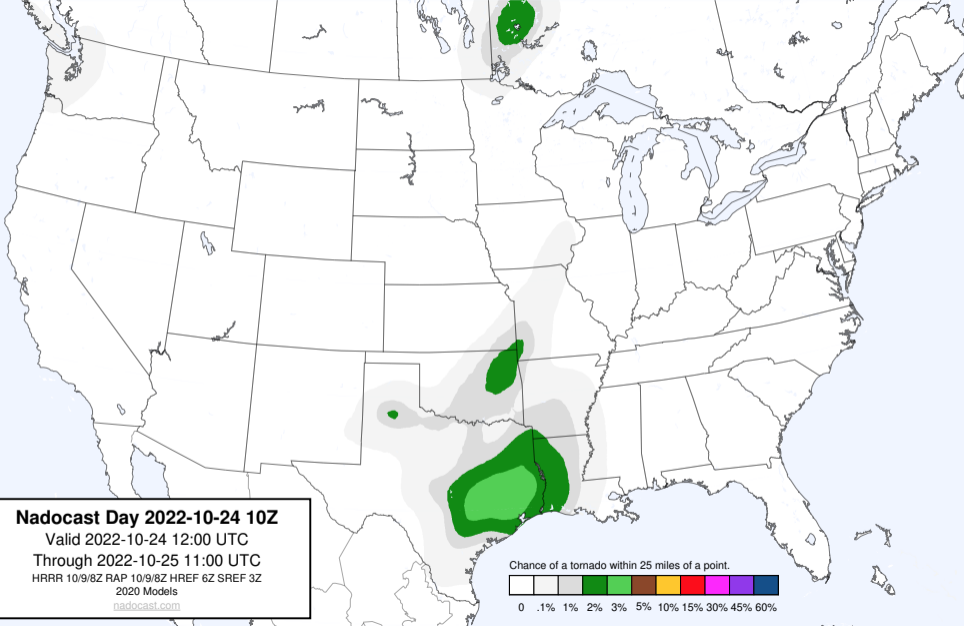 Nadocast Day 2022-10-24 10Z
Valid 2022-10-24 12:00 UTC
Through 2022-10-25 11:00 UTC
HRRR 10/9/8Z RAP 10/9/8Z HREF 6Z SREF 3Z
2020 Models
nadocast.com
Chance of a tornado within 25 miles of a point.
0 .1% 1% 2% 3% 5% 10% 15% 30% 45% 60%